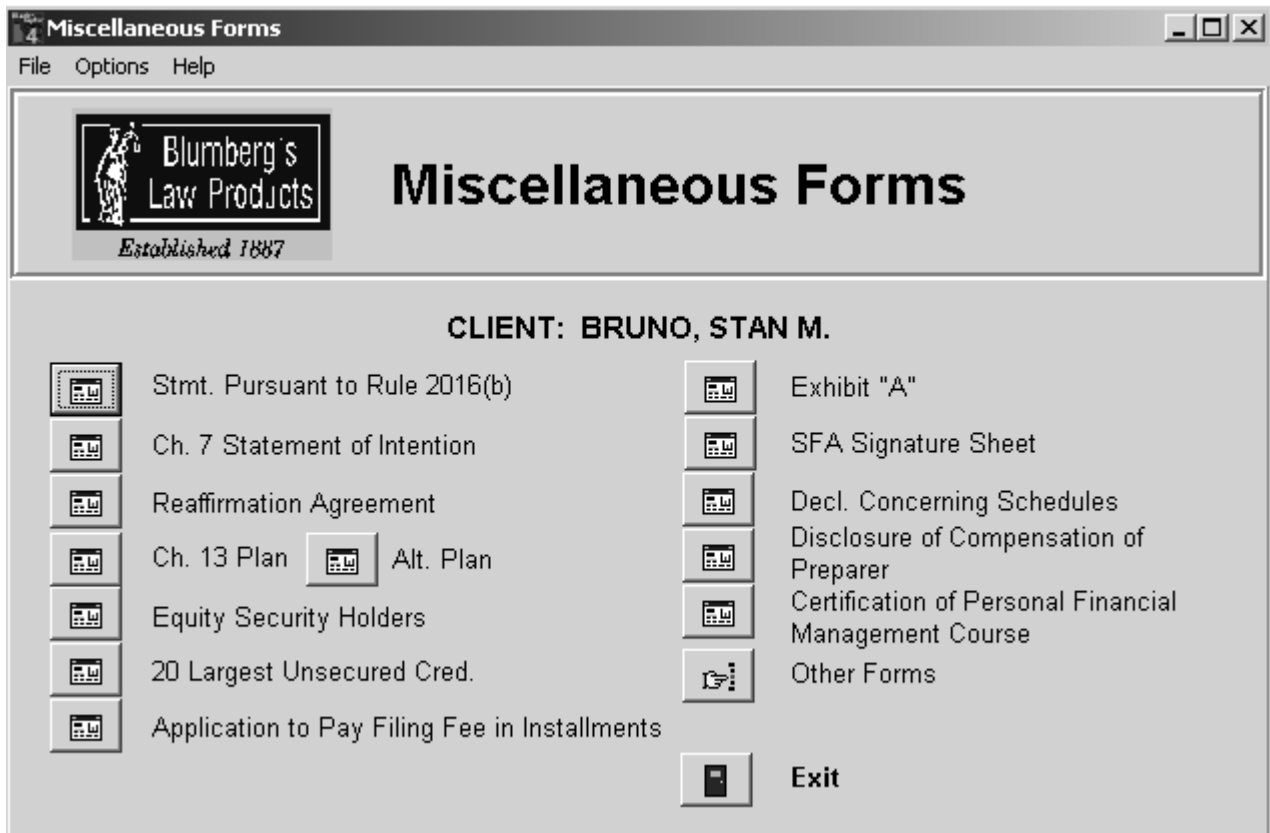 Miscellaneous Forms
File Options Help
Blumberg's
Law Products
Established 1887
Miscellaneous Forms
CLIENT: BRUNO, STAN M.
Stmt. Pursuant to Rule 2016(b)
Ch. 7 Statement of Intention
Reaffirmation Agreement
Ch. 13 Plan
Alt. Plan
Equity Security Holders
20 Largest Unsecured Cred.
Application to Pay Filing Fee in Installments
Exhibit "A"
SFA Signature Sheet
Decl. Concerning Schedules
Disclosure of Compensation of
Preparer
Certification of Personal Financial
Management Course
Other Forms
Exit